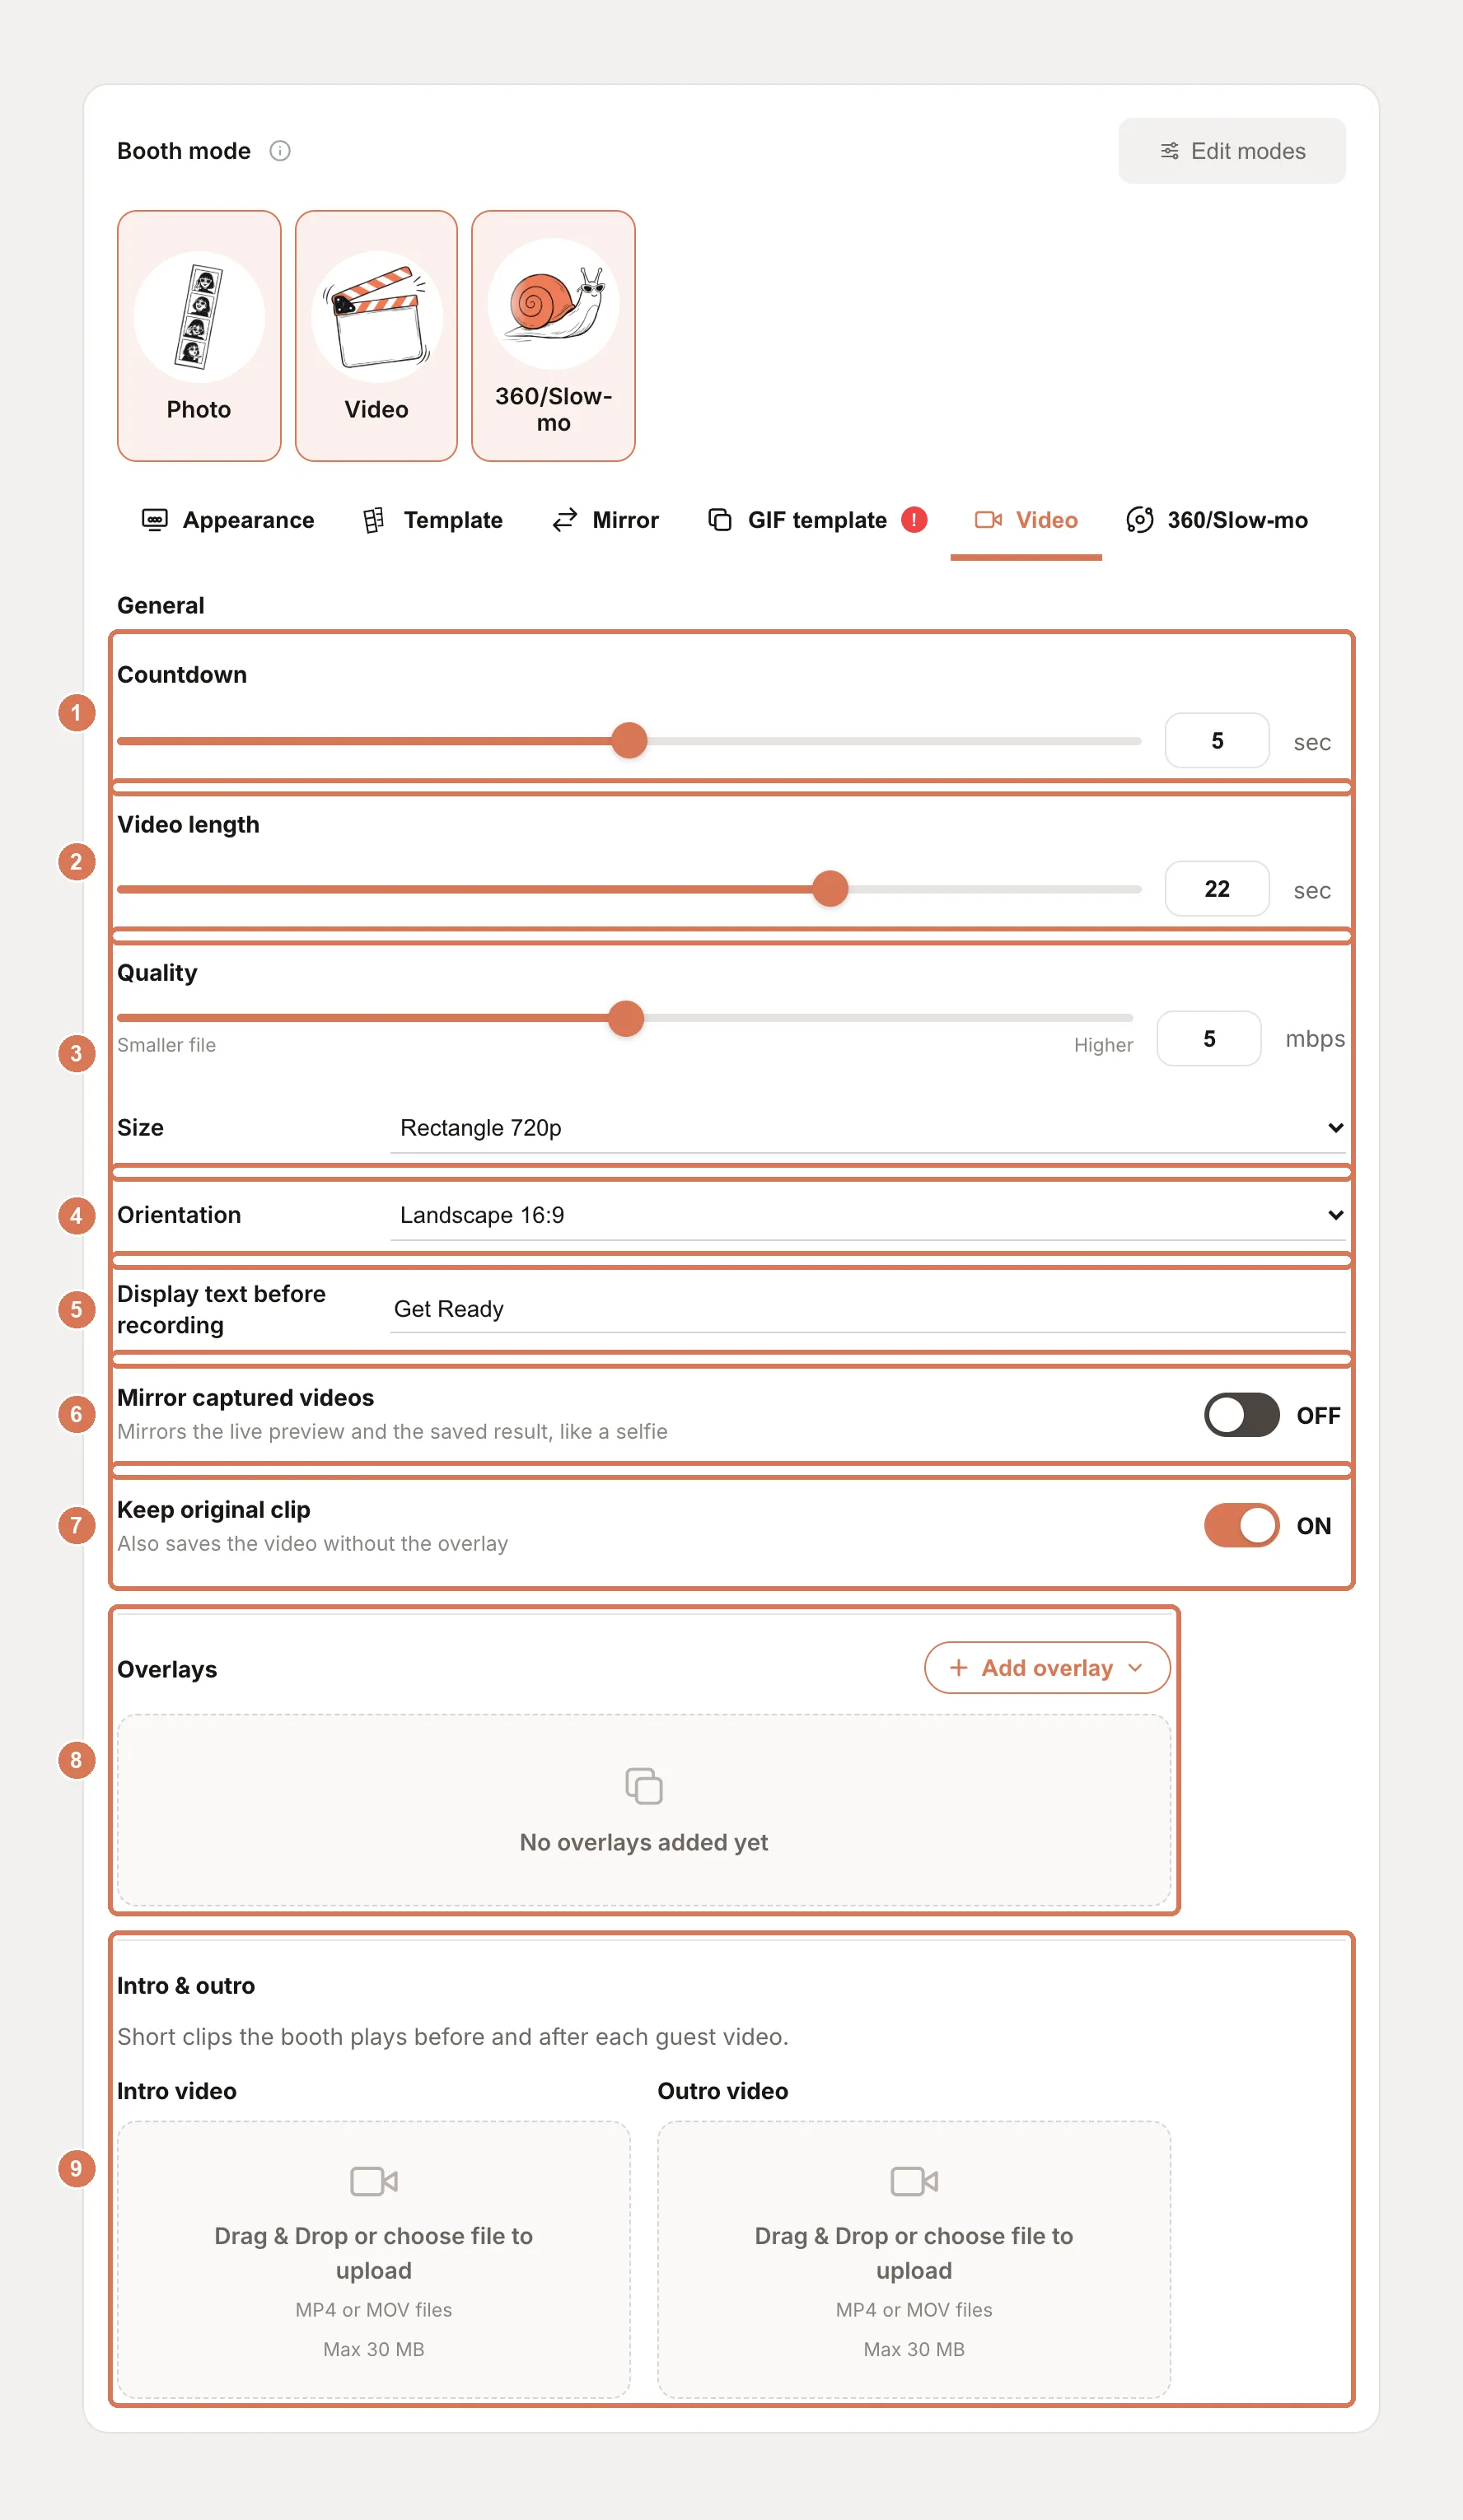 Booth mode
Edit modes
Photo
Video
360/Slow-
mo
Appearance
Template
Mirror
GIF template !
Video
360/Slow-mo
General
1
Countdown
5 sec
2
Video length
22 sec
3
Quality
Smaller file
Higher
5 mbps
Size
Rectangle 720p
4
Orientation
Landscape 16:9
5
Display text before
recording
Get Ready
6
Mirror captured videos
Mirrors the live preview and the saved result, like a selfie
OFF
7
Keep original clip
Also saves the video without the overlay
ON
8
Overlays
+ Add overlay
No overlays added yet
9
Intro & outro
Short clips the booth plays before and after each guest video.
Intro video
Drag & Drop or choose file to
upload
MP4 or MOV files
Max 30 MB
Outro video
Drag & Drop or choose file to
upload
MP4 or MOV files
Max 30 MB